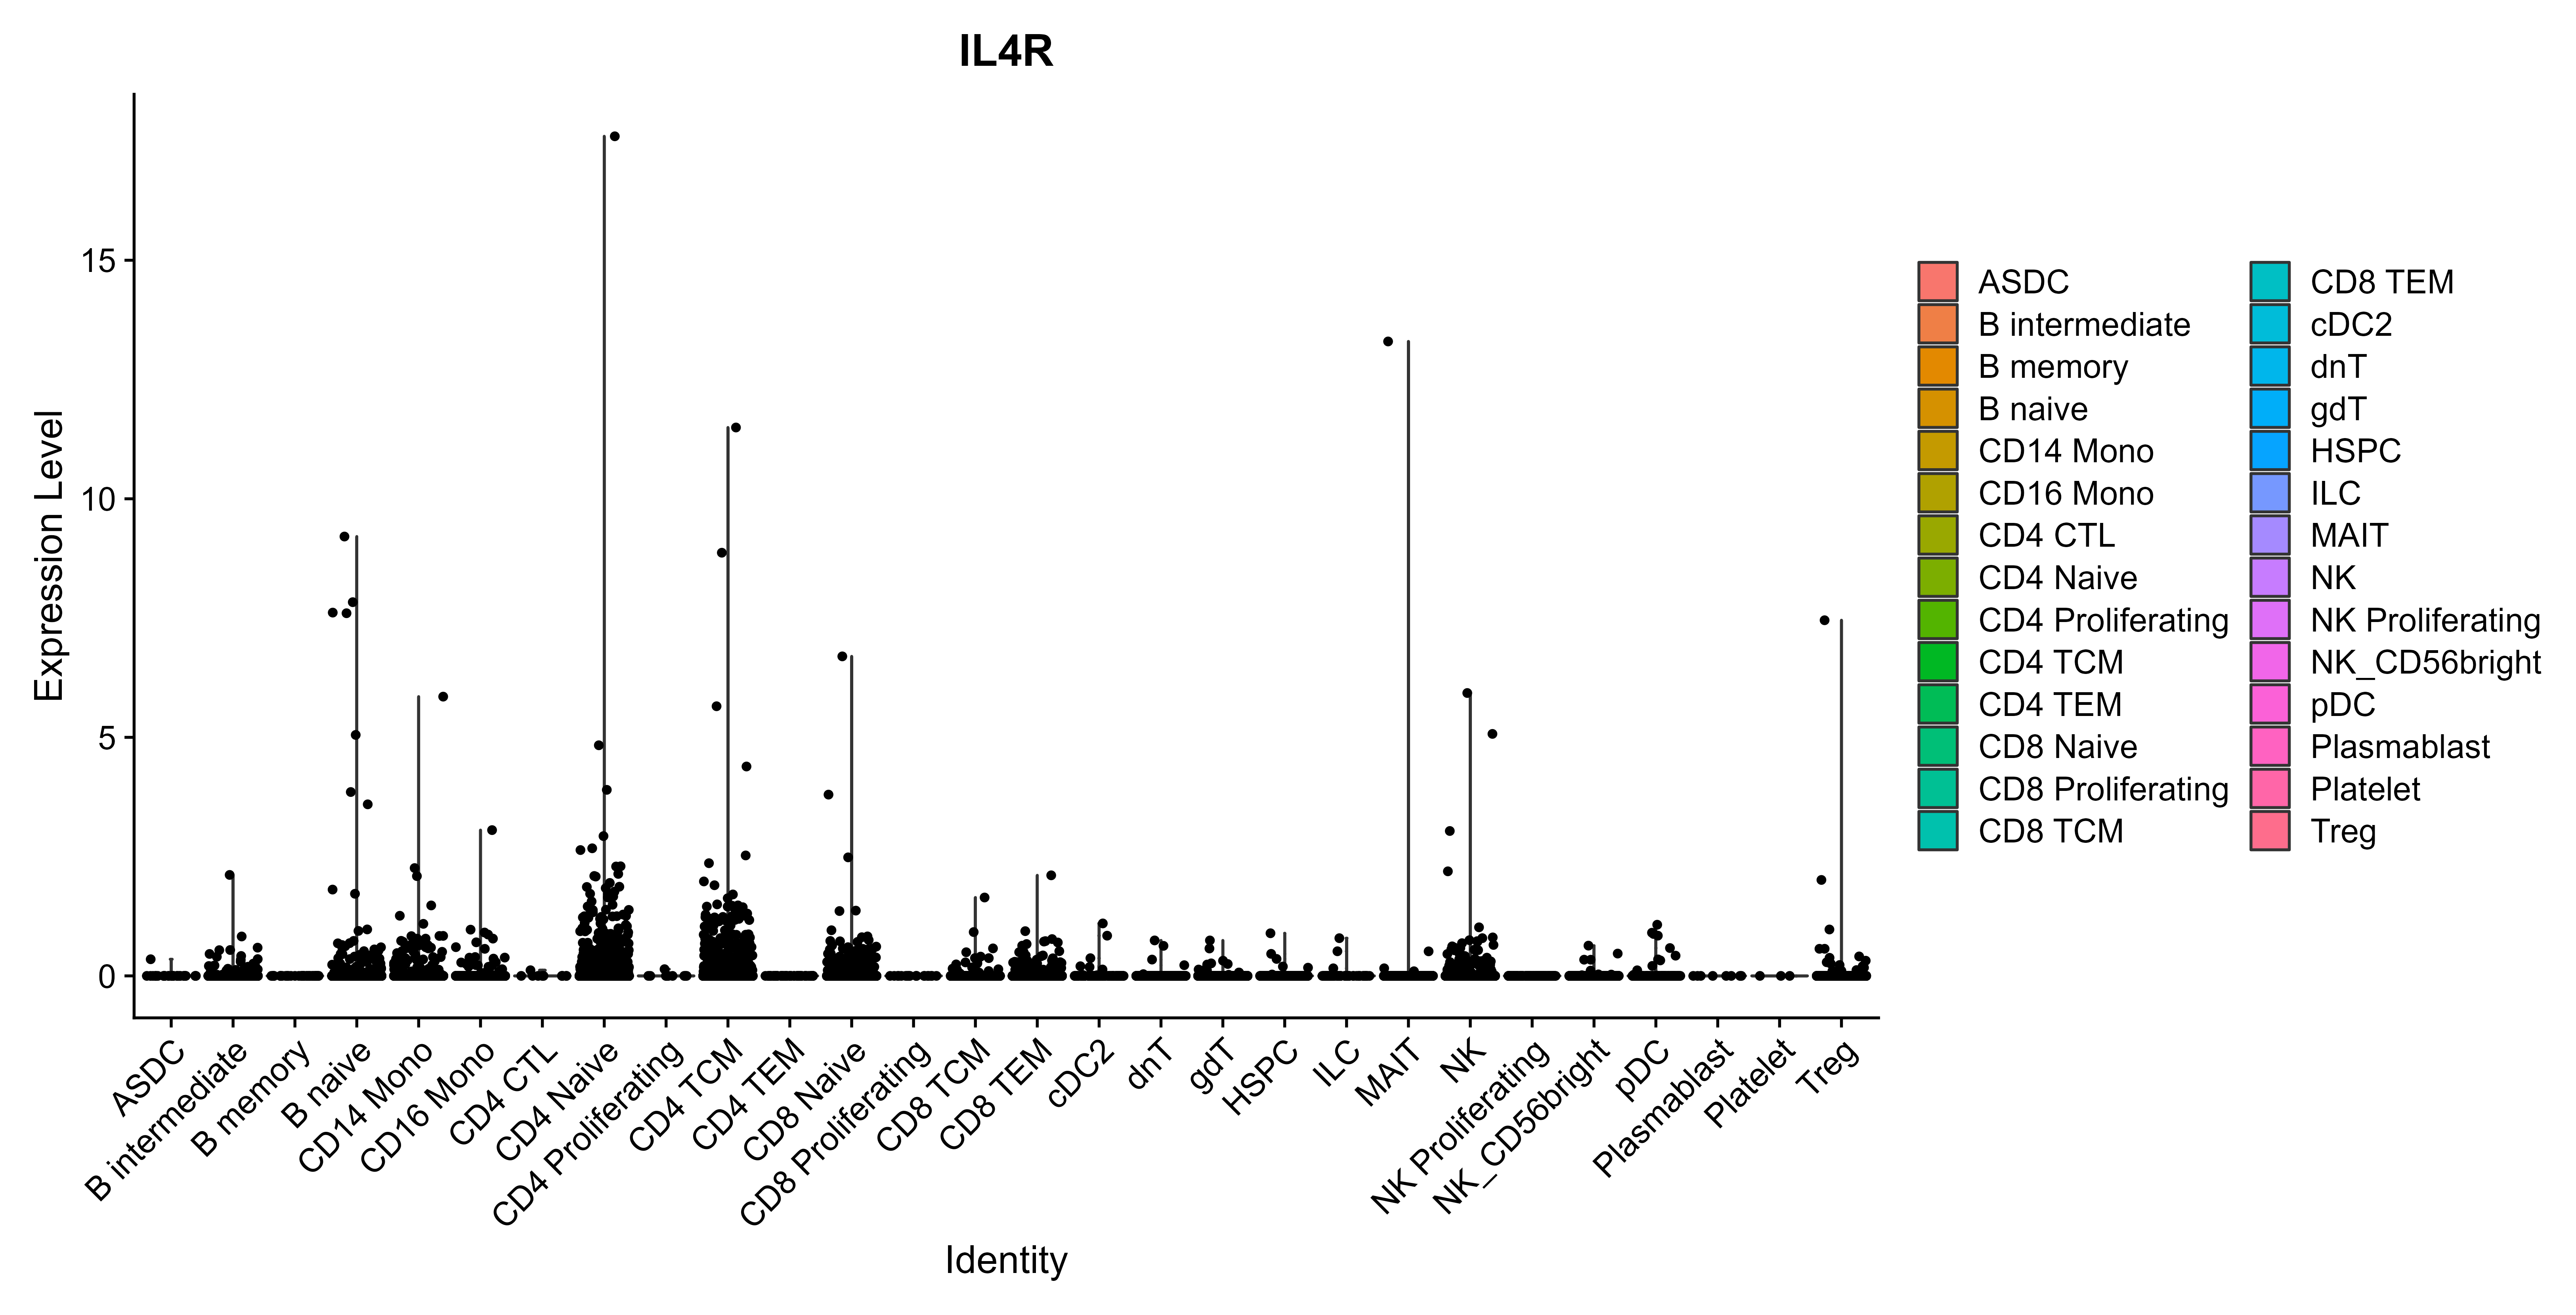 IL4R
Expression Level
15
10
5
0
ASDC
B intermediate
B memory
B naive
CD14 Mono
CD16 Mono
CD4 CTL
CD4 Naive
CD4 Proliferating
CD4 TCM
CD4 TEM
CD8 Naive
CD8 Proliferating
CD8 TCM
CD8 TEM
cDC2
dnT
gdT
HSPC
ILC
MAIT
NK
NK Proliferating
NK_CD56bright
pDC
Plasmablast
Platelet
Treg
Identity
ASDC
B intermediate
B memory
B naive
CD14 Mono
CD16 Mono
CD4 CTL
CD4 Naive
CD4 Proliferating
CD4 TCM
CD4 TEM
CD8 Naive
CD8 Proliferating
CD8 TCM
CD8 TEM
cDC2
dnT
gdT
HSPC
ILC
MAIT
NK
NK Proliferating
NK_CD56bright
pDC
Plasmablast
Platelet
Treg